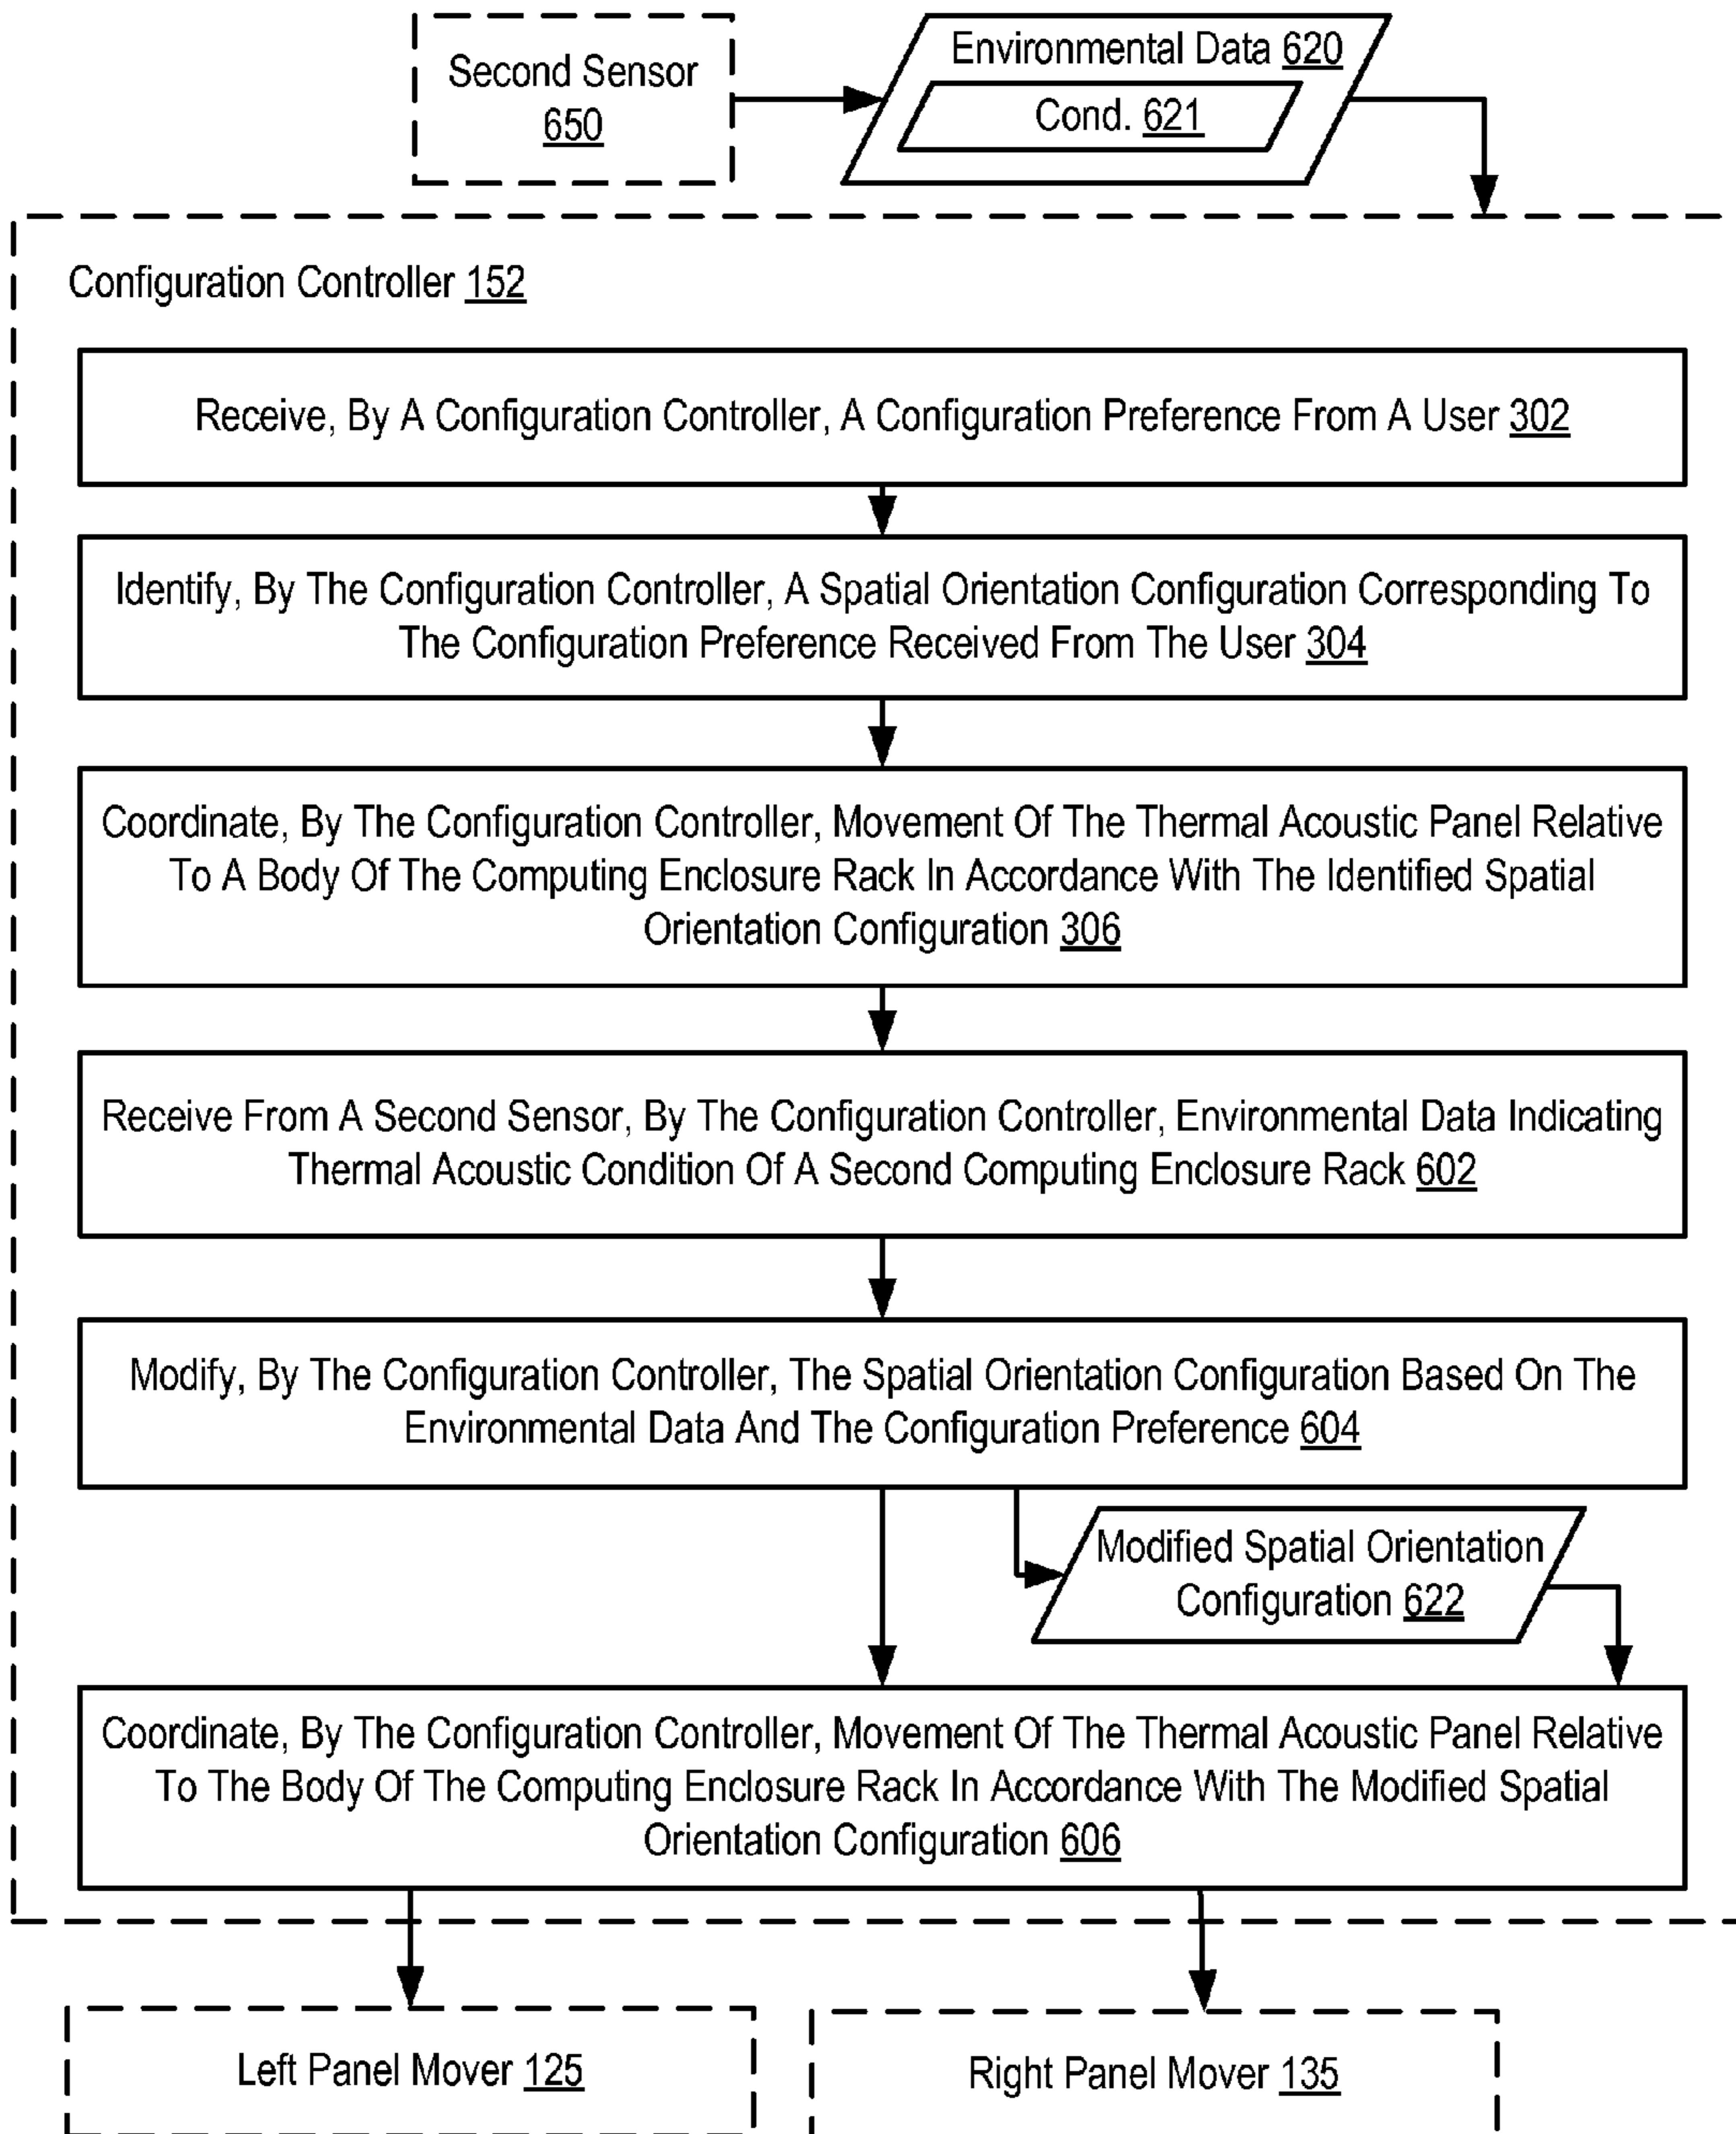 Second Sensor
650
Environmental Data 620
Cond. 621
Configuration Controller 152
Receive, By A Configuration Controller, A Configuration Preference From A User 302
Identify, By The Configuration Controller, A Spatial Orientation Configuration Corresponding To
The Configuration Preference Received From The User 304
Coordinate, By The Configuration Controller, Movement Of The Thermal Acoustic Panel Relative
To A Body Of The Computing Enclosure Rack In Accordance With The Identified Spatial
Orientation Configuration 306
Receive From A Second Sensor, By The Configuration Controller, Environmental Data Indicating
Thermal Acoustic Condition Of A Second Computing Enclosure Rack 602
Modify, By The Configuration Controller, The Spatial Orientation Configuration Based On The
Environmental Data And The Configuration Preference 604
Modified Spatial Orientation
Configuration 622
Coordinate, By The Configuration Controller, Movement Of The Thermal Acoustic Panel Relative
To The Body Of The Computing Enclosure Rack In Accordance With The Modified Spatial
Orientation Configuration 606
Left Panel Mover 125
Right Panel Mover 135